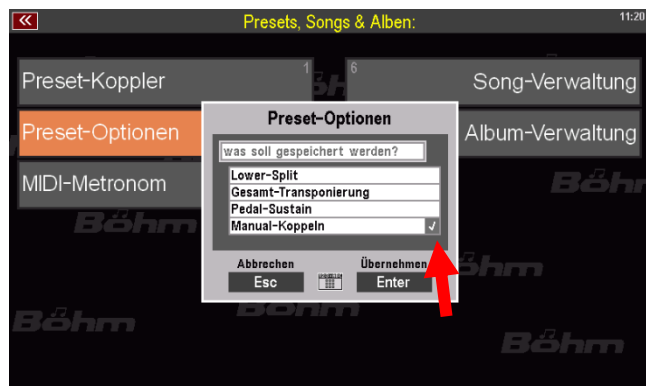 Presets, Songs & Alben:
11:20
Preset-Koppler
1
6
Song-Verwaltung
Preset-Optionen
Album-Verwaltung
MIDI-Metronom
Preset-Optionen
was soll gespeichert werden?
Lower-Split
Gesamt-Transponierung
Pedal-Sustain
Manual-Koppeln
Abbrechen
Übernehmen
Esc
Enter
Böhm
Böhm
Böhm
Böhm
Böhm